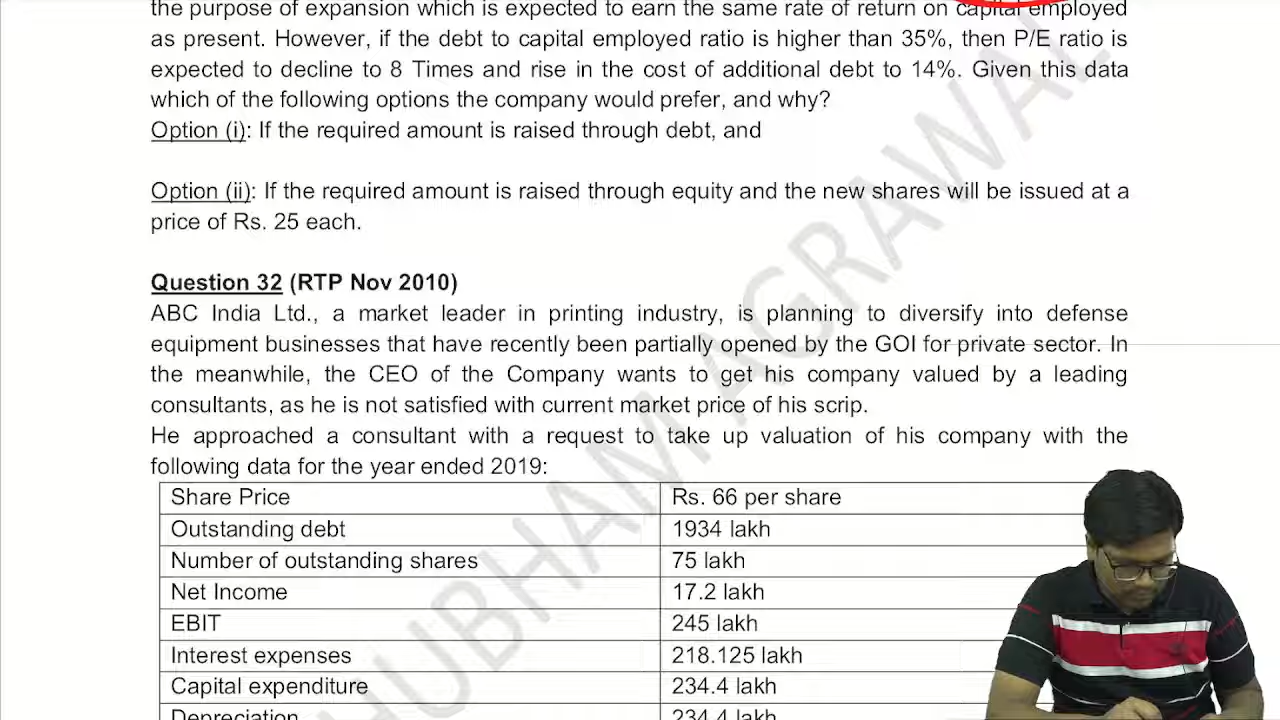 the purpose of expansion which is expected to earn the same rate of return on capital employed
as present. However, if the debt to capital employed ratio is higher than 35%, then P/E ratio is
expected to decline to 8 Times and rise in the cost of additional debt to 14%. Given this data
which of the following options the company would prefer, and why?
Option (i): If the required amount is raised through debt, and
Option (ii): If the required amount is raised through equity and the new shares will be issued at a
price of Rs. 25 each.
Question 32 (RTP Nov 2010)
ABC India Ltd., a market leader in printing industry, is planning to diversify into defense
equipment businesses that have recently been partially opened by the GOI for private sector. In
the meanwhile, the CEO of the Company wants to get his company valued by a leading
consultants, as he is not satisfied with current market price of his scrip.
He approached a consultant with a request to take up valuation of his company with the
following data for the year ended 2019:
Share Price Rs. 66 per share
Outstanding debt 1934 lakh
Number of outstanding shares 75 lakh
Net Income 17.2 lakh
EBIT 245 lakh
Interest expenses 218.125 lakh
Capital expenditure 234.4 lakh
Depreciation 234.4 lakh
HUBHAM AGRAWAL